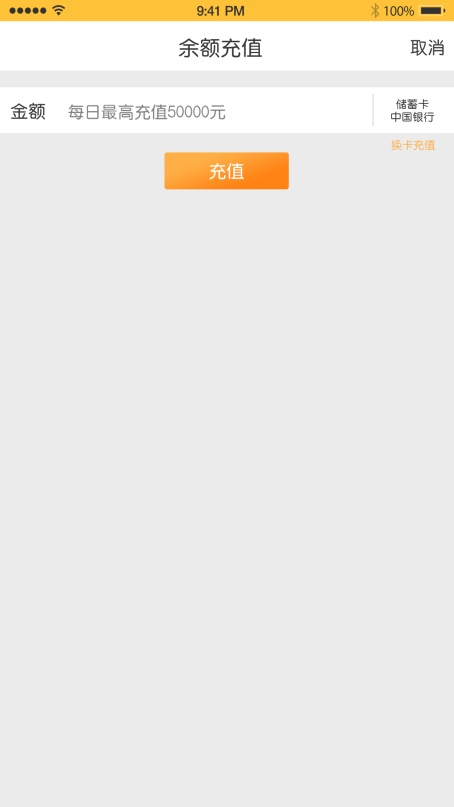 9:41 PM 100%
余额充值 取消
金额 每日最高充值50000元 储蓄卡
中国银行
换卡充值
充值